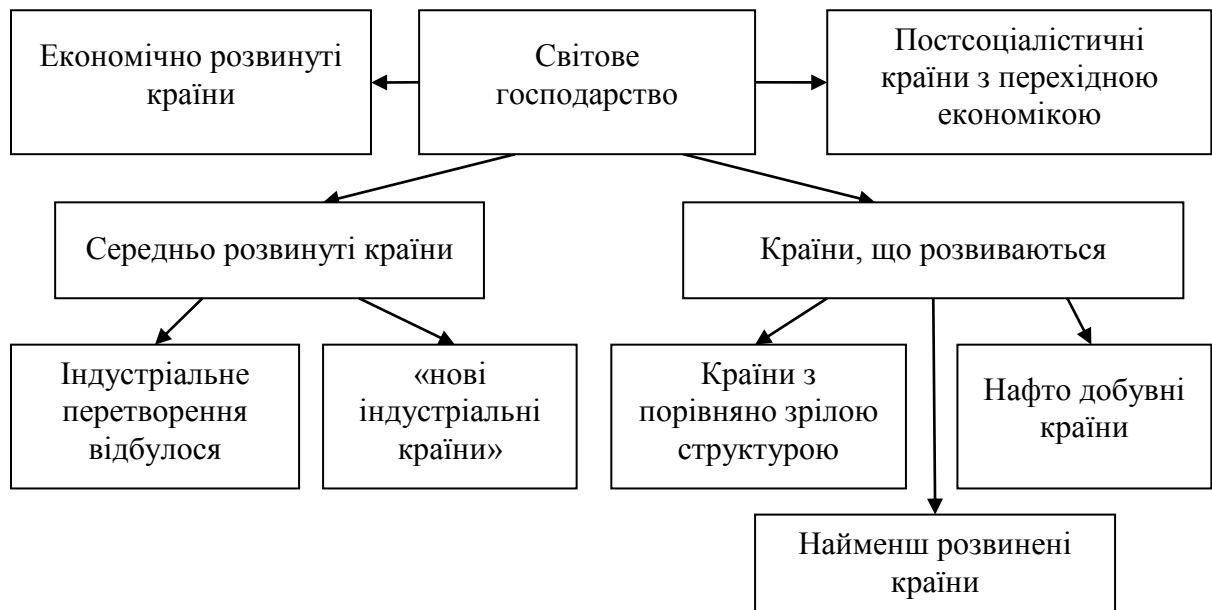 Економічно розвинуті
країни
Світове
господарство
Постсоціалістичні
країни з перехідною
економікою
Середньо розвинуті країни
Країни, що розвиваються
Індустріальне
перетворення
відбулося
«нові
індустріальні
країни»
Країни з
порівняно зрілою
структурою
Нафто добувні
країни
Найменш розвинені
країни